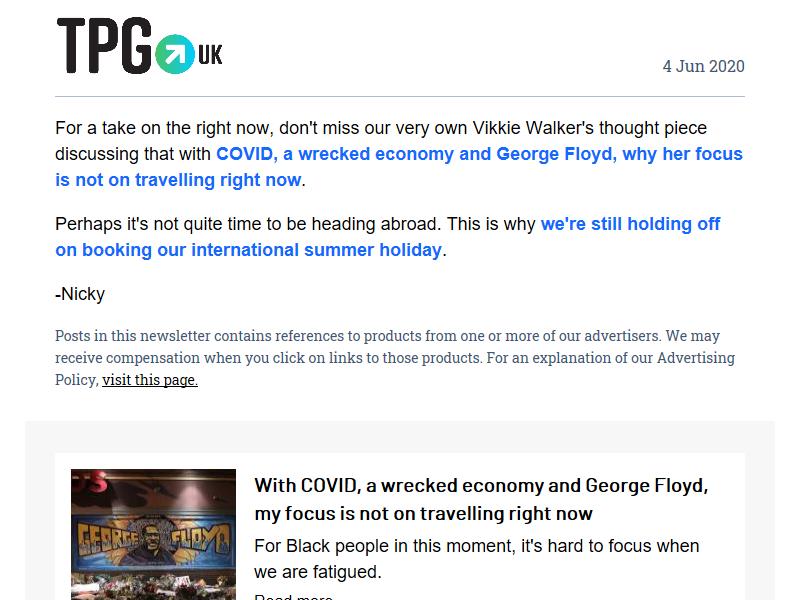 TPG UK
4 Jun 2020
For a take on the right now, don't miss our very own Vikkie Walker's thought piece
discussing that with COVID, a wrecked economy and George Floyd, why her focus
is not on travelling right now.
Perhaps it's not quite time to be heading abroad. This is why we're still holding off
on booking our international summer holiday.
-Nicky
Posts in this newsletter contains references to products from one or more of our advertisers. We may
receive compensation when you click on links to those products. For an explanation of our Advertising
Policy, visit this page.
US
GEORGE FLOYD
With COVID, a wrecked economy and George Floyd,
my focus is not on travelling right now
For Black people in this moment, it's hard to focus when
we are fatigued.
Read more